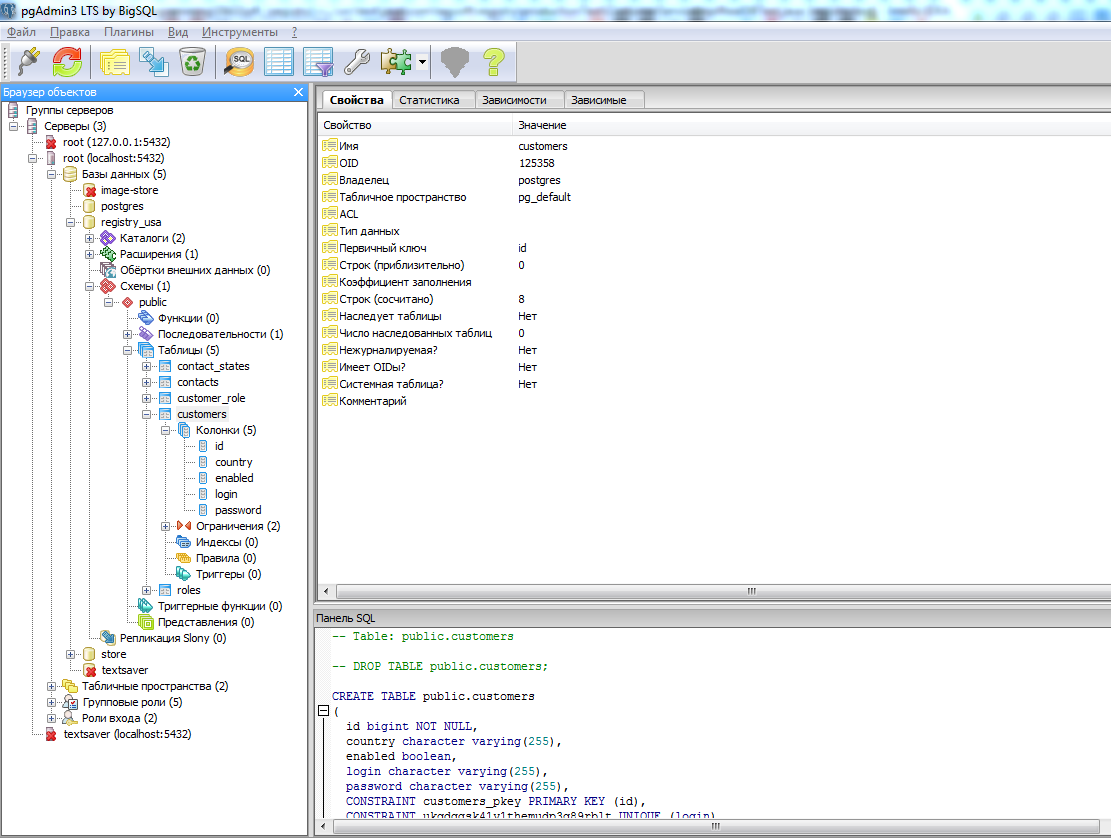 pgAdmin3 LTS by BigSQL
Файл Правка Плагины Вид Инструменты ?
SQL
Браузер объектов
Группы серверов
Серверы (3)
root (127.0.0.1:5432)
root (localhost:5432)
Базы данных (5)
image-store
postgres
registry_usa
Каталоги (2)
Расширения (1)
Обёртки внешних данных (0)
Схемы (1)
public
Функции (0)
Последовательности (1)
Таблицы (5)
contact_states
contacts
customer_role
customers
Колонки (5)
id
country
enabled
login
password
Ограничения (2)
Индексы (0)
Правила (0)
Триггеры (0)
roles
Триггерные функции (0)
Представления (0)
Репликация Slony (0)
store
textsaver
Табличные пространства (2)
Групповые роли (5)
Роли входа (2)
textsaver (localhost:5432)
Свойства Статистика Зависимости Зависимые
Свойство Значение
Имя customers
OID 125358
Владелец postgres
Табличное пространство pg_default
ACL
Тип данных
Первичный ключ id
Строк (приблизительно) 0
Коэффициент заполнения
Строк (сосчитано) 8
Наследует таблицы Нет
Число наследованных таблиц 0
Нежурналируемая? Нет
Имеет OIDы? Нет
Системная таблица? Нет
Комментарий
Панель SQL
-- Table: public.customers
-- DROP TABLE public.customers;
CREATE TABLE public.customers
(
id bigint NOT NULL,
country character varying(255),
enabled boolean,
login character varying(255),
password character varying(255),
CONSTRAINT customers_pkey PRIMARY KEY (id),
CONSTRAINT UNIQUE (login)